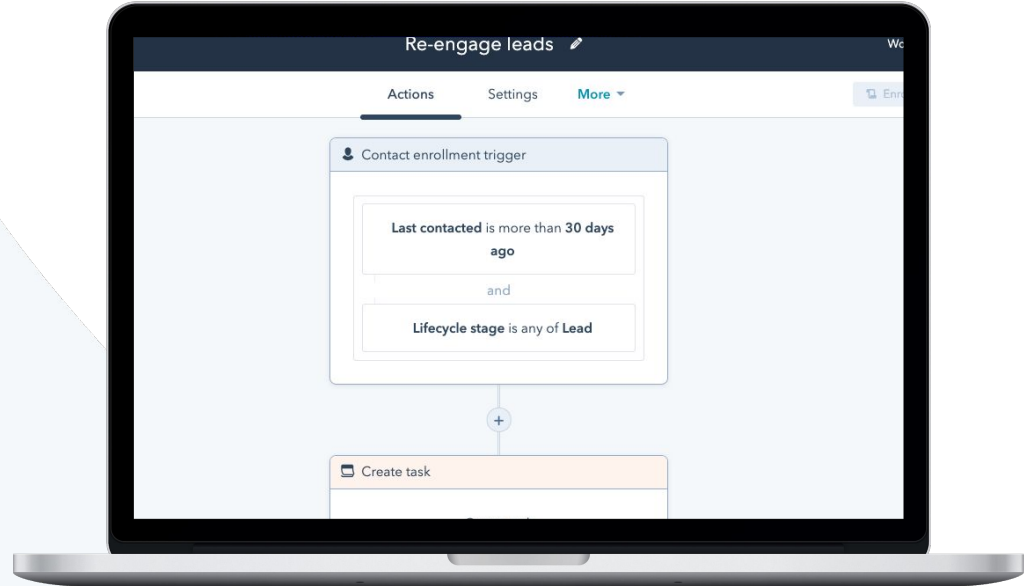 Re-engage leads
Actions Settings More
Contact enrollment trigger
Last contacted is more than 30 days
ago
and
Lifecycle stage is any of Lead
+
Create task